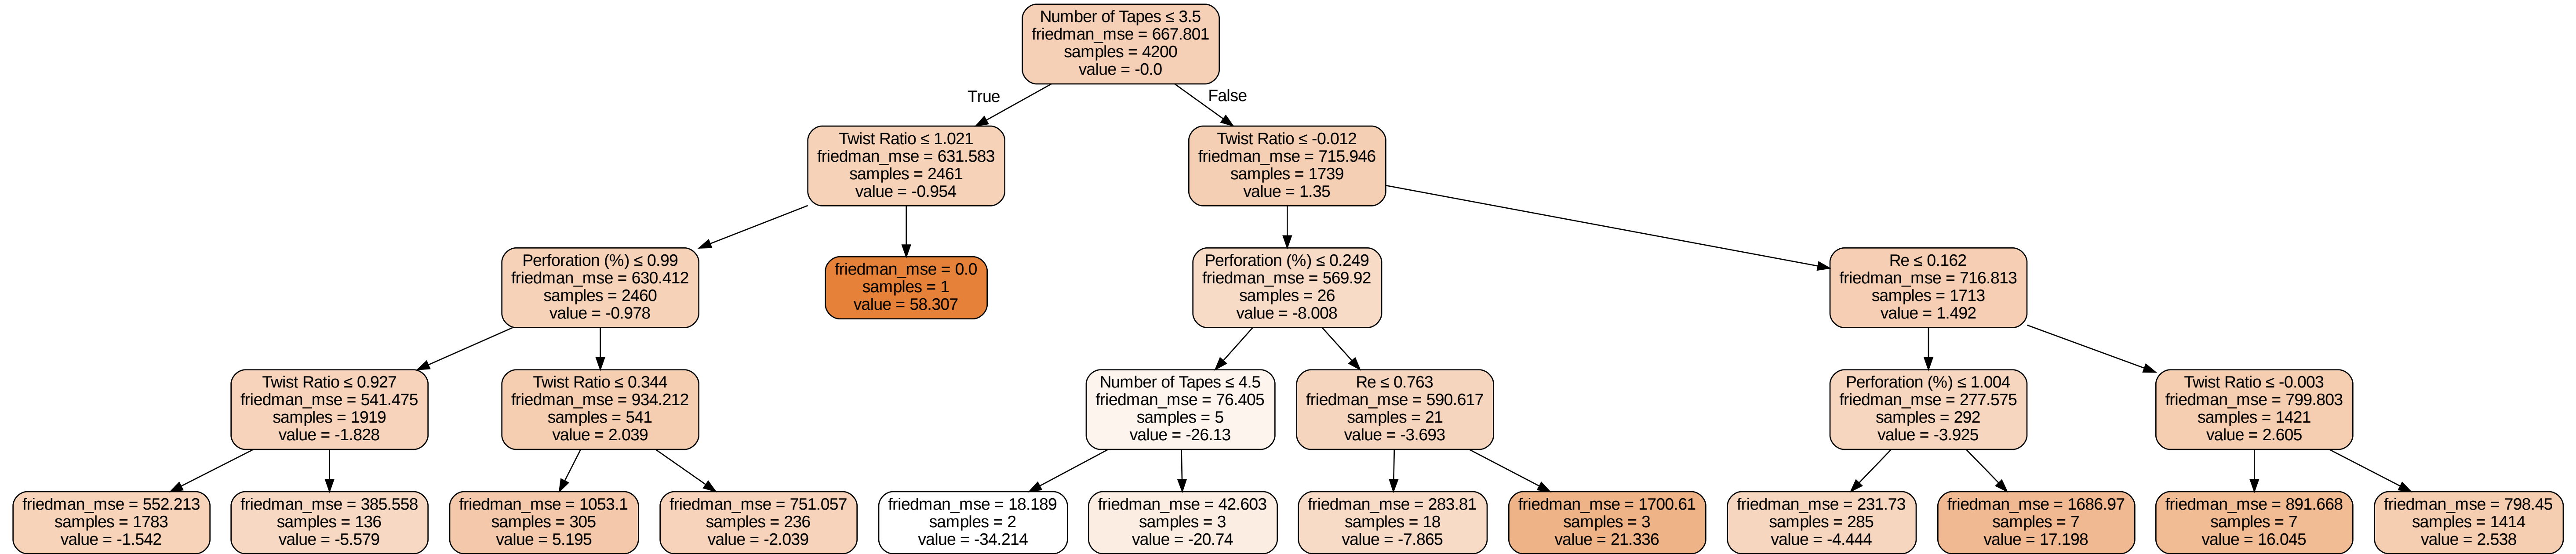 Number of Tapes ≤ 3.5
friedman_mse = 667.801
samples = 4200
value = -0.0
True
False
Twist Ratio ≤ 1.021
friedman_mse = 631.583
samples = 2461
value = -0.954
Twist Ratio ≤ -0.012
friedman_mse = 715.946
samples = 1739
value = 1.35
Perforation (%) ≤ 0.99
friedman_mse = 630.412
samples = 2460
value = -0.978
friedman_mse = 0.0
samples = 1
value = 58.307
Perforation (%) ≤ 0.249
friedman_mse = 569.92
samples = 26
value = -8.008
Re ≤ 0.162
friedman_mse = 716.813
samples = 1713
value = 1.492
Twist Ratio ≤ 0.927
friedman_mse = 541.475
samples = 1919
value = -1.828
Twist Ratio ≤ 0.344
friedman_mse = 934.212
samples = 541
value = 2.039
Number of Tapes ≤ 4.5
friedman_mse = 76.405
samples = 5
value = -26.13
Re ≤ 0.763
friedman_mse = 590.617
samples = 21
value = -3.693
Perforation (%) ≤ 1.004
friedman_mse = 277.575
samples = 292
value = -3.925
Twist Ratio ≤ -0.003
friedman_mse = 799.803
samples = 1421
value = 2.605
friedman_mse = 552.213
samples = 1783
value = -1.542
friedman_mse = 385.558
samples = 136
value = -5.579
friedman_mse = 1053.1
samples = 305
value = 5.195
friedman_mse = 751.057
samples = 236
value = -2.039
friedman_mse = 18.189
samples = 2
value = -34.214
friedman_mse = 42.603
samples = 3
value = -20.74
friedman_mse = 283.81
samples = 18
value = -7.865
friedman_mse = 1700.61
samples = 3
value = 21.336
friedman_mse = 231.73
samples = 285
value = -4.444
friedman_mse = 1686.97
samples = 7
value = 17.198
friedman_mse = 891.668
samples = 7
value = 16.045
friedman_mse = 798.45
samples = 1414
value = 2.538